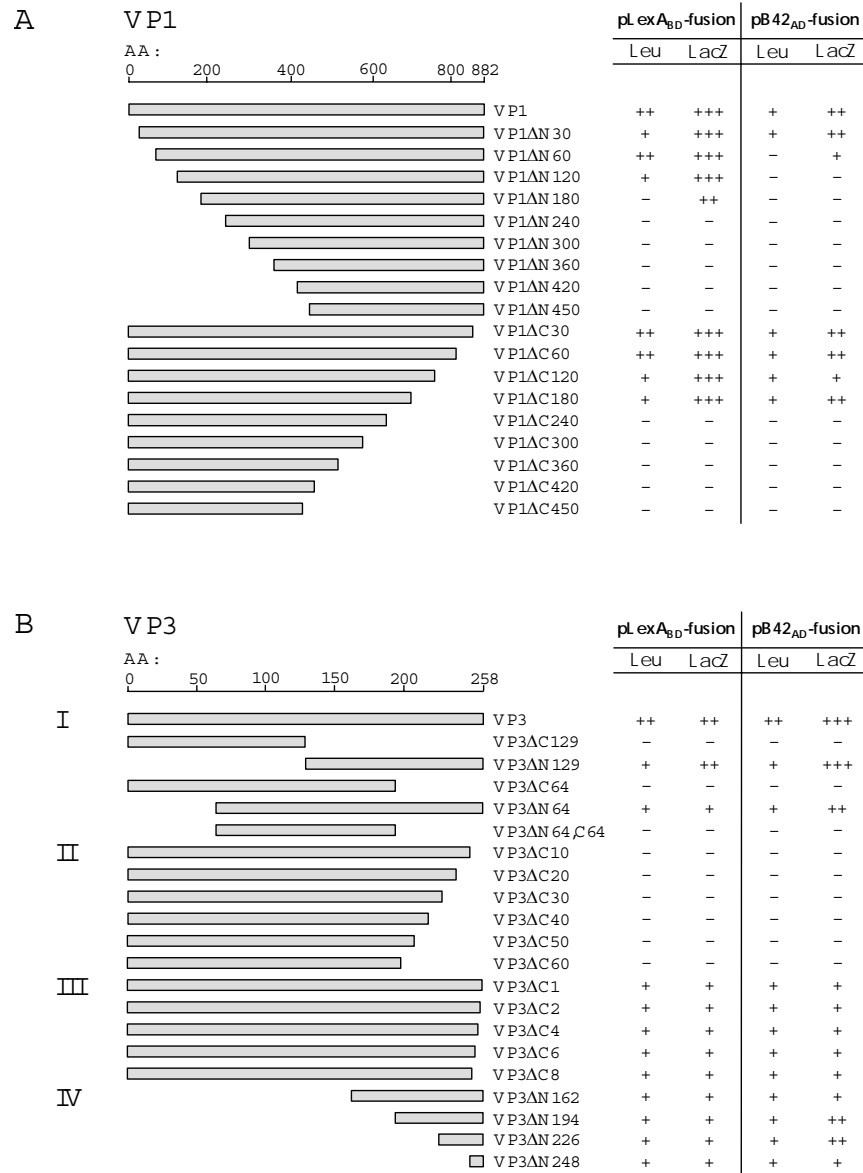 A VP1 pLexABD-fusion pB42AD-fusion
AA: Leu LacZ Leu LacZ
0 200 400 600 800 882
VP1 ++ +++ + ++
VP1ΔN30 + +++ + ++
VP1ΔN60 ++ +++ – +
VP1ΔN120 + +++ – –
VP1ΔN180 – ++ – –
VP1ΔN240 – – – –
VP1ΔN300 – – – –
VP1ΔN360 – – – –
VP1ΔN420 – – – –
VP1ΔN450 – – – –
VP1ΔC30 ++ +++ + ++
VP1ΔC60 ++ +++ + ++
VP1ΔC120 + +++ + +
VP1ΔC180 + +++ + ++
VP1ΔC240 – – – –
VP1ΔC300 – – – –
VP1ΔC360 – – – –
VP1ΔC420 – – – –
VP1ΔC450 – – – –
B VP3 pLexABD-fusion pB42AD-fusion
AA: Leu LacZ Leu LacZ
0 50 100 150 200 258
I VP3 ++ ++ ++ +++
VP3ΔC129 – – – –
VP3ΔN129 + ++ + +++
VP3ΔC64 – – – –
VP3ΔN64 + + + ++
VP3ΔN64,C64 – – – –
II VP3ΔC10 – – – –
VP3ΔC20 – – – –
VP3ΔC30 – – – –
VP3ΔC40 – – – –
VP3ΔC50 – – – –
VP3ΔC60 – – – –
III VP3ΔC1 + + + +
VP3ΔC2 + + + +
VP3ΔC4 + + + +
VP3ΔC6 + + + +
VP3ΔC8 + + + +
IV VP3ΔN162 + + + +
VP3ΔN194 + + + ++
VP3ΔN226 + + + ++
VP3ΔN248 + + + +